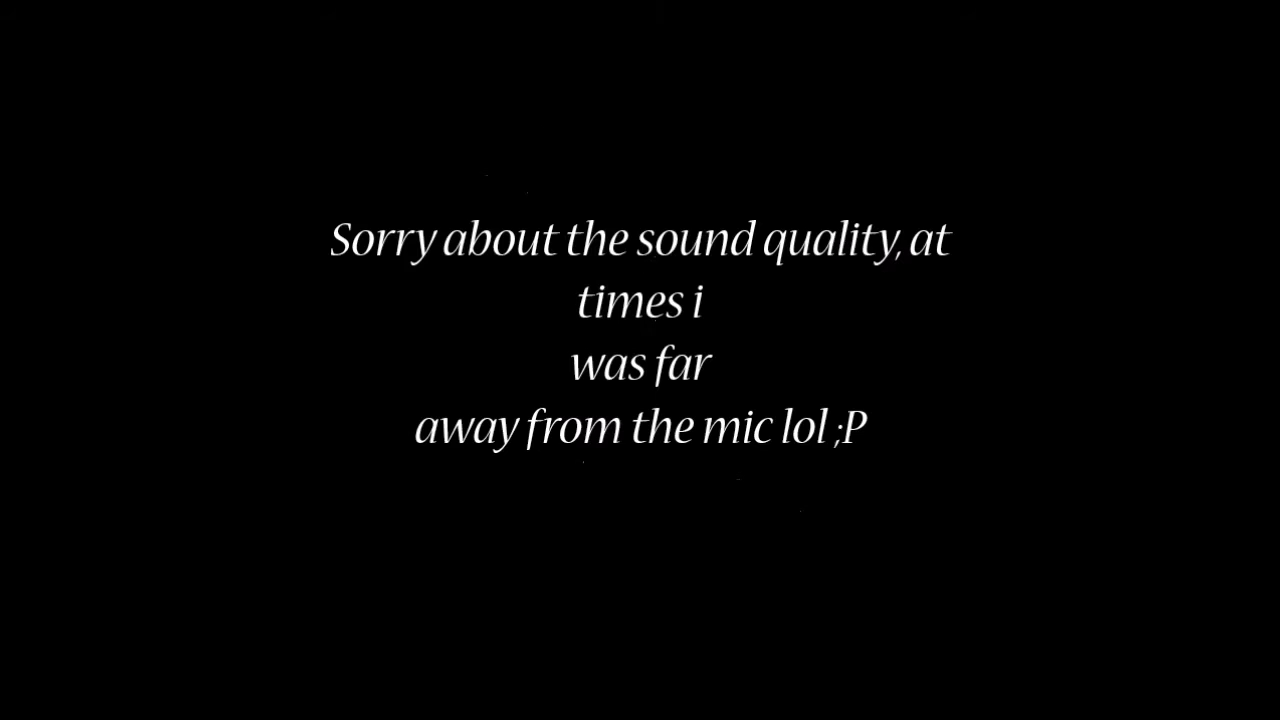 Sorry about the sound quality, at
times i
was far
away from the mic lol ;P